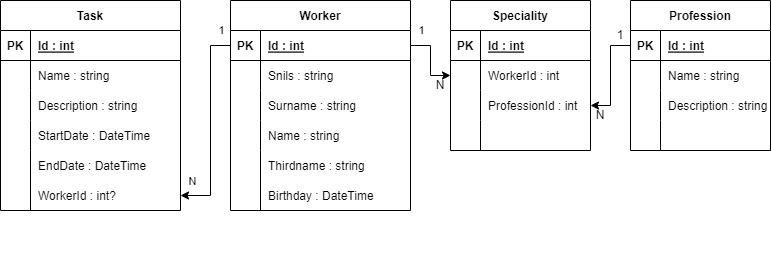 Task
PK Id : int
Name : string
Description : string
StartDate : DateTime
EndDate : DateTime
WorkerId : int?
N
1
Worker
PK Id : int
Snils : string
Surname : string
Name : string
Thirdname : string
Birthday : DateTime
1
N
Speciality
PK Id : int
WorkerId : int
ProfessionId : int
N
1
Profession
PK Id : int
Name : string
Description : string